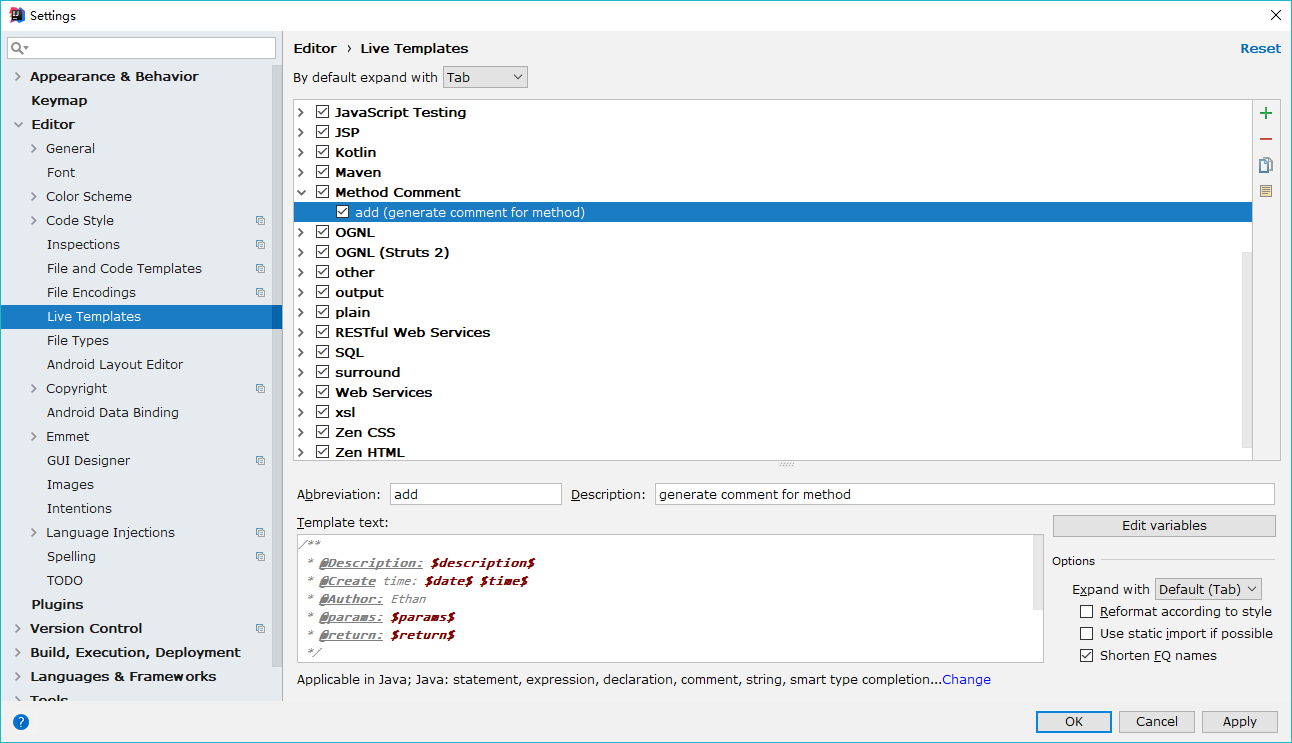 Settings
Appearance & Behavior
Keymap
Editor
General
Font
Color Scheme
Code Style
Inspections
File and Code Templates
File Encodings
Live Templates
File Types
Android Layout Editor
Copyright
Android Data Binding
Emmet
GUI Designer
Images
Intentions
Language Injections
Spelling
TODO
Plugins
Version Control
Build, Execution, Deployment
Languages & Frameworks
Tools
Editor › Live Templates
Reset
By default expand with Tab
JavaScript Testing
JSP
Kotlin
Maven
Method Comment
add (generate comment for method)
OGNL
OGNL (Struts 2)
other
output
plain
RESTful Web Services
SQL
surround
Web Services
xsl
Zen CSS
Zen HTML
Abbreviation: add Description: generate comment for method
Template text:
/**
* @Description: $description$
* @Create time: $date$ $time$
* @Author: Ethan
* @params: $params$
* @return: $return$
*/
Edit variables
Options
Expand with Default (Tab)
Reformat according to style
Use static import if possible
Shorten FQ names
Applicable in Java; Java: statement, expression, declaration, comment, string, smart type completion...Change
?
OK Cancel Apply